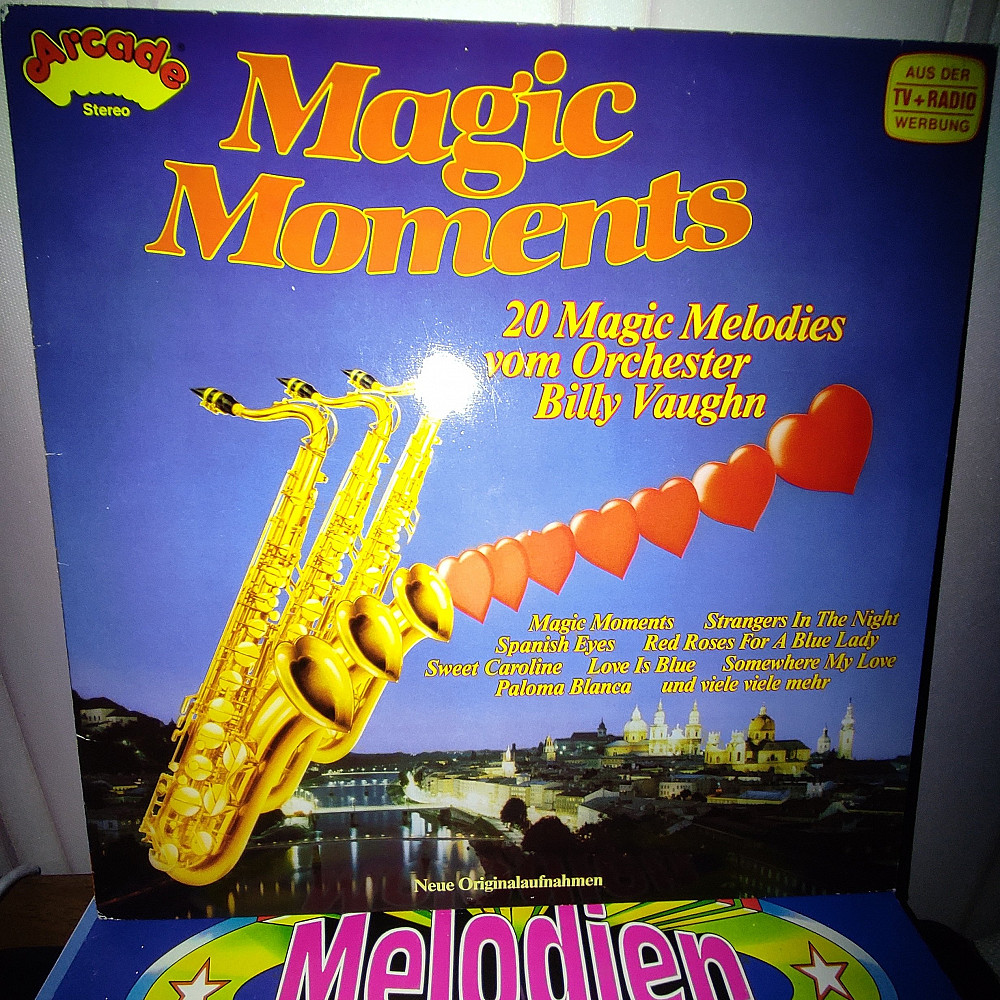 Arcade
Stereo
AUS DER
TV+RADIO
WERBUNG
Magic
Moments
20 Magic Melodies
vom Orchester
Billy Vaughn
Magic Moments Strangers In The Night
Spanish Eyes Red Roses For A Blue Lady
Sweet Caroline Love Is Blue Somewhere My Love
Paloma Blanca und viele viele mehr
Neue Originalaufnahmen
Melodien